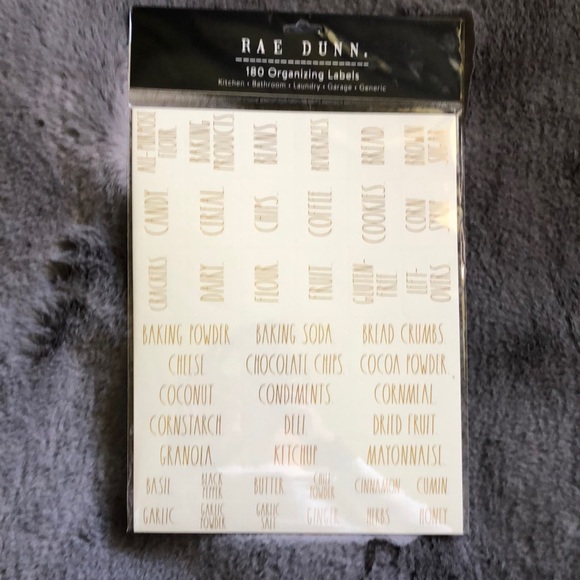 RAE DUNN.
180 Organizing Labels
Kitchen • Bathroom • Laundry • Garage • Generic
ALL-PURPOSE
FLOUR
BAKING
PRODUCTS
BEANS
BEVERAGES
BREAD
BROWN
SUGAR
CANDY
CEREAL
CHIPS
COFFEE
COOKIES
CORN
CRACKERS
DAIRY
FLOUR
FRUIT
GLUTEN-
FREE
LEFT-
OVERS
BAKING POWDER BAKING SODA BREAD CRUMBS
CHEESE CHOCOLATE CHIPS COCOA POWDER
COCONUT CONDIMENTS CORNMEAL
CORNSTARCH DELI DRIED FRUIT
GRANOLA KETCHUP MAYONNAISE
BASIL
BLACK
PEPPER
BUTTER
CHILI
POWDER
CINNAMON
CUMIN
GARLIC
GARLIC
POWDER
GARLIC
SALT
GINGER
HERBS
HONEY